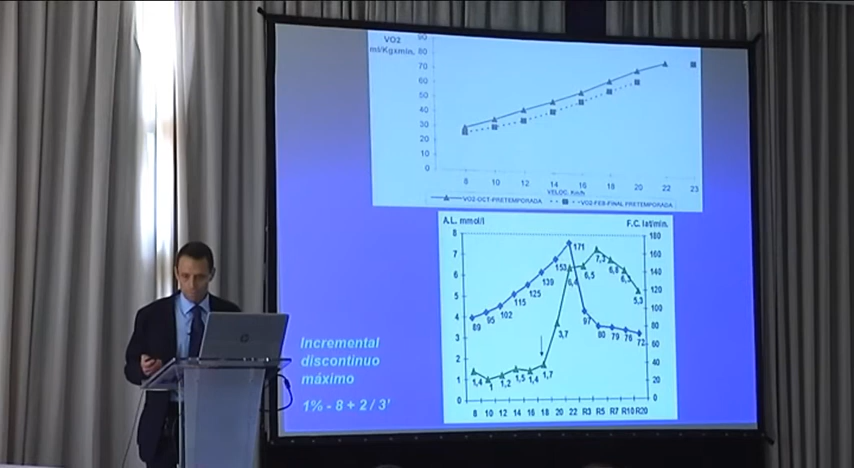 VO2
ml/Kgxmin.
90
80
70
60
50
40
30
20
10
0
8 10 12 14 16 18 20 22 23
VELOC. Km/h
VO2-OCT-PRETEMPORADA VO2-FEB-FINAL PRETEMPORADA
A.L. mmol/l F.C. lat/min.
8 180
7 160
6 140
5 120
4 100
3 80
2 60
1 40
0 20
0
89 95 102 115 125 139 153 171 97 80 79 76 72
1,4 1 1,2 1,5 1,4 1,7 3,7 6,4 6,5 7,3 6,8 6,3 5,3
8 10 12 14 16 18 20 22 R3 R5 R7 R10 R20
Incremental
discontinuo
máximo
1% - 8 + 2 / 3'
hp